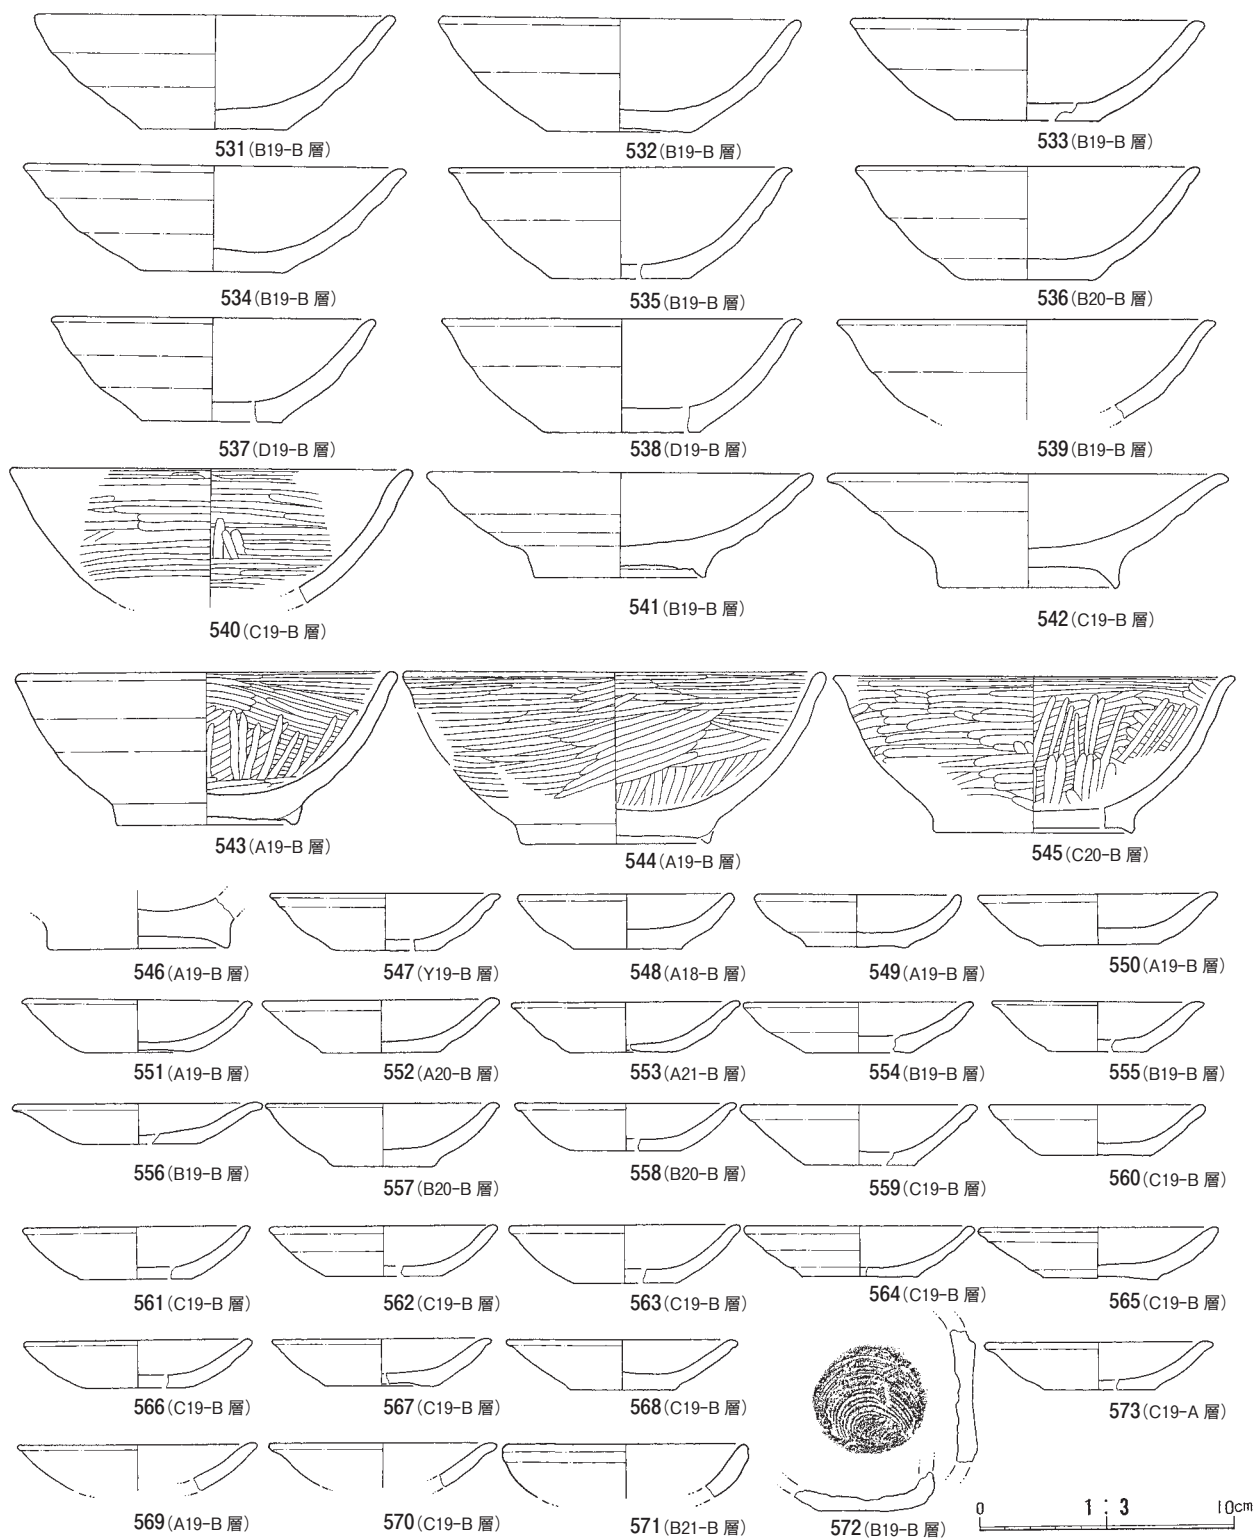 531(B19-B 層)
532(B19-B 層)
533(B19-B 層)
534(B19-B 層)
535(B19-B 層)
536(B20-B 層)
537(D19-B 層)
538(D19-B 層)
539(B19-B 層)
540(C19-B 層)
541(B19-B 層)
542(C19-B 層)
543(A19-B 層)
544(A19-B 層)
545(C20-B 層)
546(A19-B 層)
547(Y19-B 層)
548(A18-B 層)
549(A19-B 層)
550(A19-B 層)
551(A19-B 層)
552(A20-B 層)
553(A21-B 層)
554(B19-B 層)
555(B19-B 層)
556(B19-B 層)
557(B20-B 層)
558(B20-B 層)
559(C19-B 層)
560(C19-B 層)
561(C19-B 層)
562(C19-B 層)
563(C19-B 層)
564(C19-B 層)
565(C19-B 層)
566(C19-B 層)
567(C19-B 層)
568(C19-B 層)
573(C19-A 層)
569(A19-B 層)
570(C19-B 層)
571(B21-B 層)
572(B19-B 層)
0 1 : 3 10cm